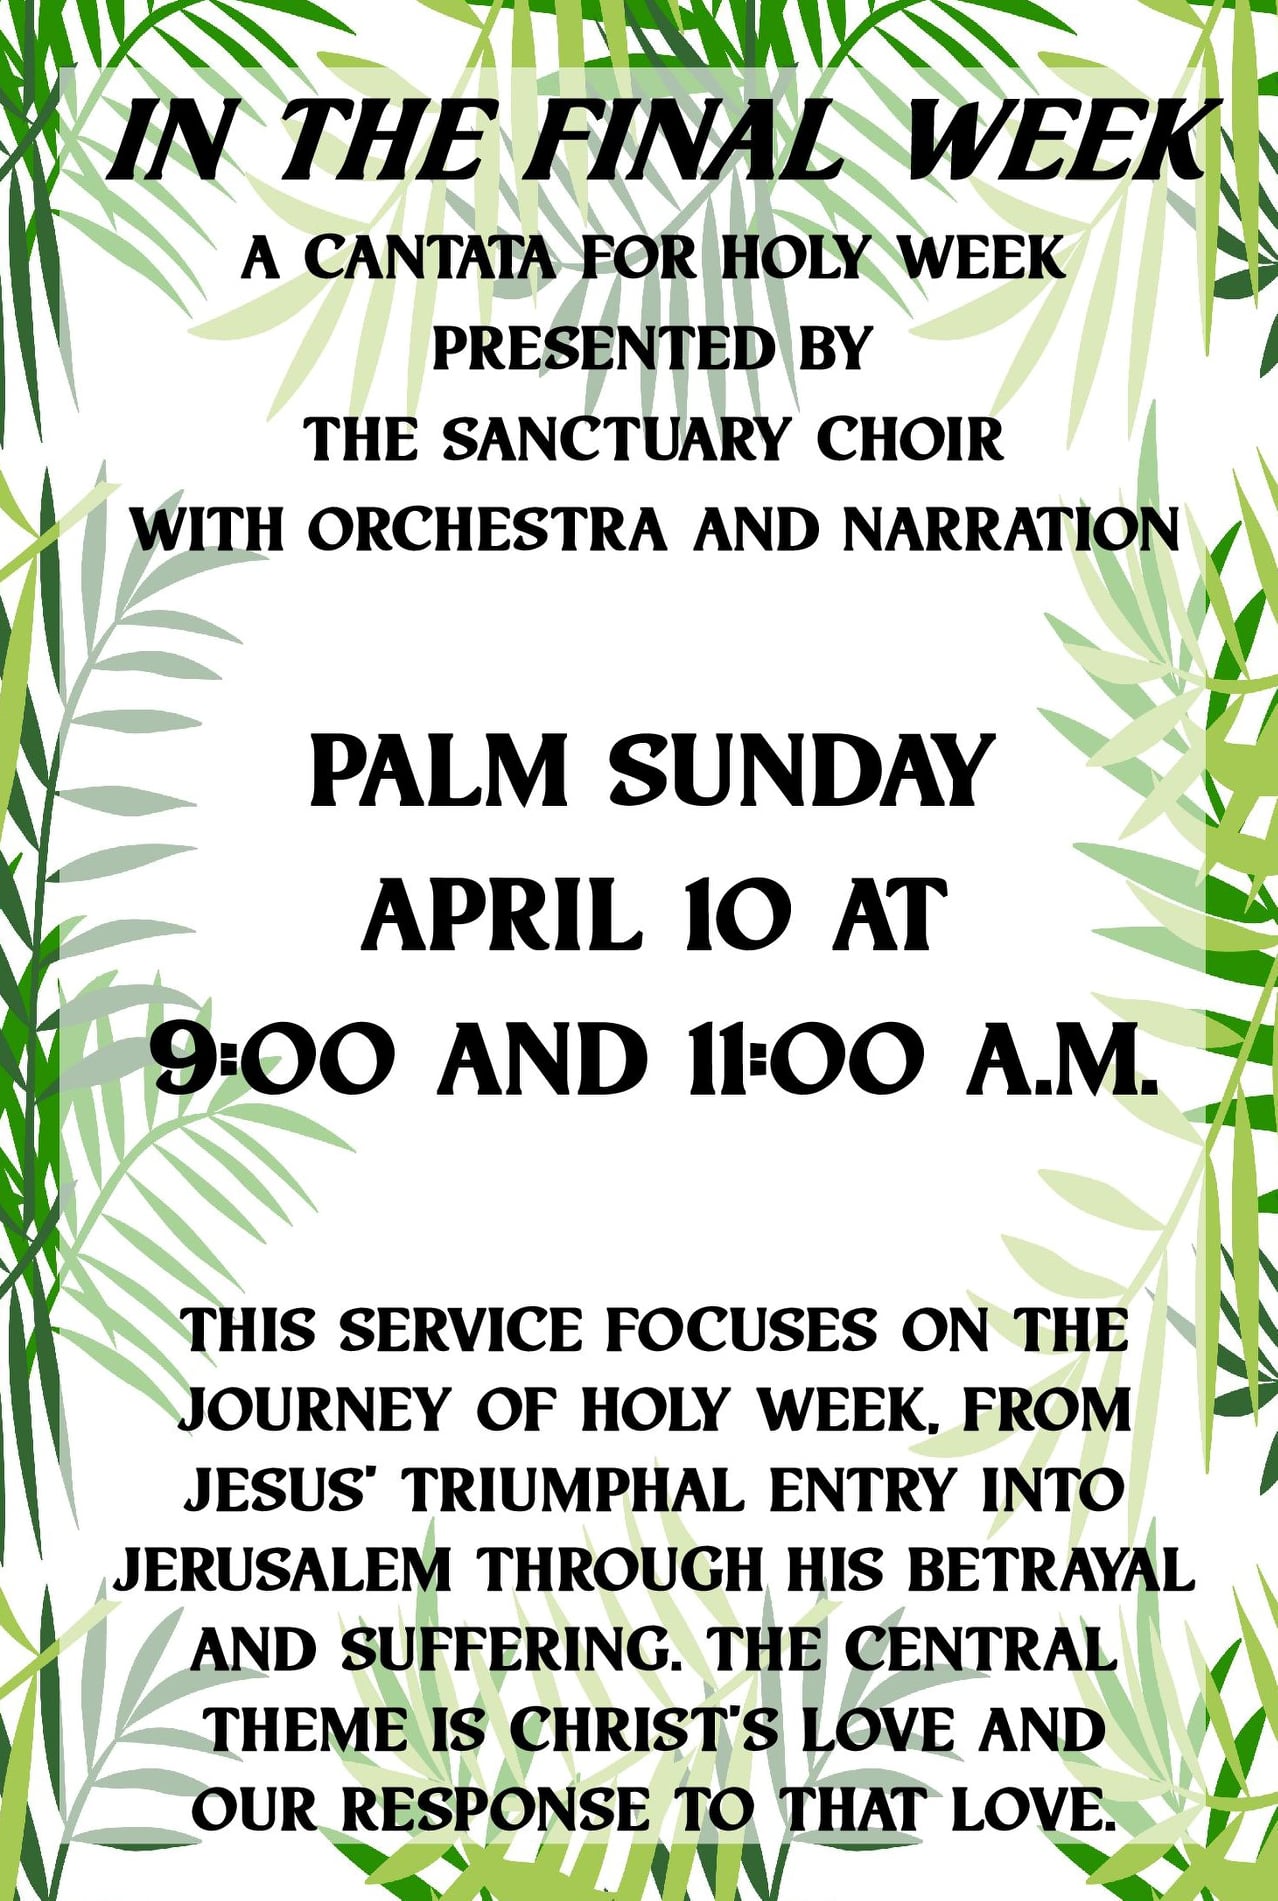 IN THE FINAL WEEK
A CANTATA FOR HOLY WEEK
PRESENTED BY
THE SANCTUARY CHOIR
WITH ORCHESTRA AND NARRATION
PALM SUNDAY
APRIL 10 AT
9:00 AND 11:00 A.M.
THIS SERVICE FOCUSES ON THE
JOURNEY OF HOLY WEEK, FROM
JESUS' TRIUMPHAL ENTRY INTO
JERUSALEM THROUGH HIS BETRAYAL
AND SUFFERING. THE CENTRAL
THEME IS CHRIST'S LOVE AND
OUR RESPONSE TO THAT LOVE.